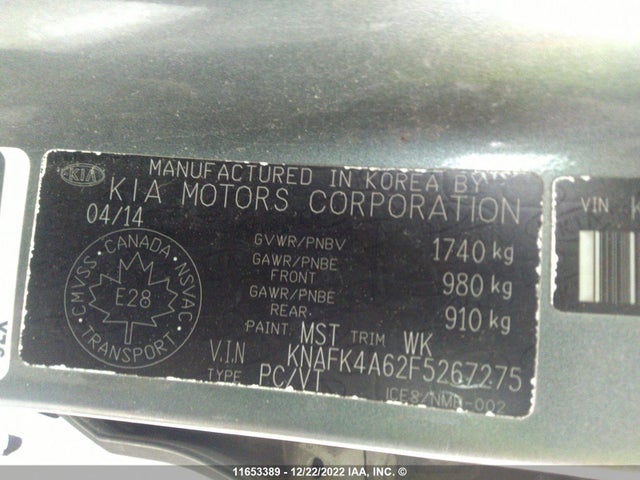 KIA
MANUFACTURED IN KOREA BY
KIA MOTORS CORPORATION
04/14
GVWR/PNBV 1740 kg
GAWR/PNBE FRONT 980 kg
GAWR/PNBE REAR. 910 kg
PAINT. MST TRIM WK
V.I.N KNAFK4A62F5267275
TYPE PC/VT
CMVSS. CANADA. NSVAC
E28
TRANSPORT
VIN K
11653389 - 12/22/2022 IAA, INC. ©